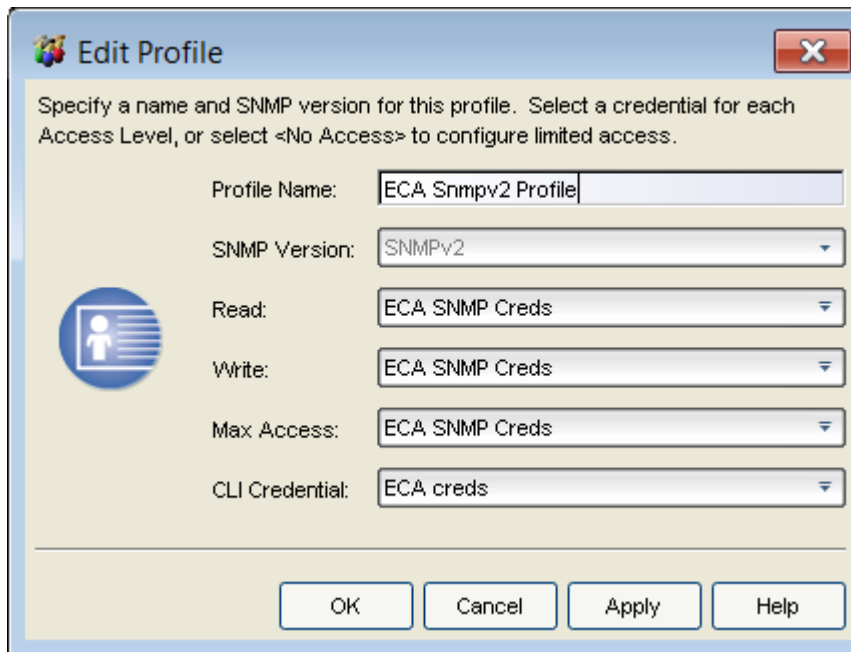 Edit Profile
Specify a name and SNMP version for this profile. Select a credential for each
Access Level, or select <No Access> to configure limited access.
Profile Name: ECA Snmpv2 Profile
SNMP Version: SNMPv2
Read: ECA SNMP Creds
Write: ECA SNMP Creds
Max Access: ECA SNMP Creds
CLI Credential: ECA creds
OK Cancel Apply Help